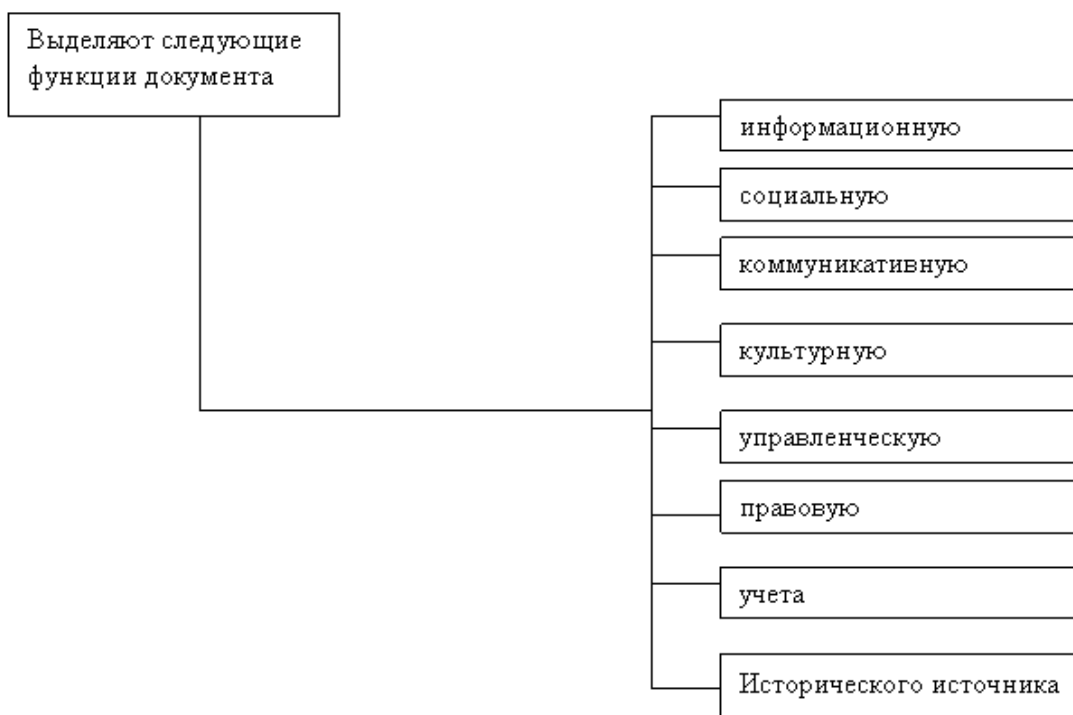 Выделяют следующие
функции документа
информационную
социальную
коммуникативную
культурную
управленческую
правовую
учета
Исторического источника